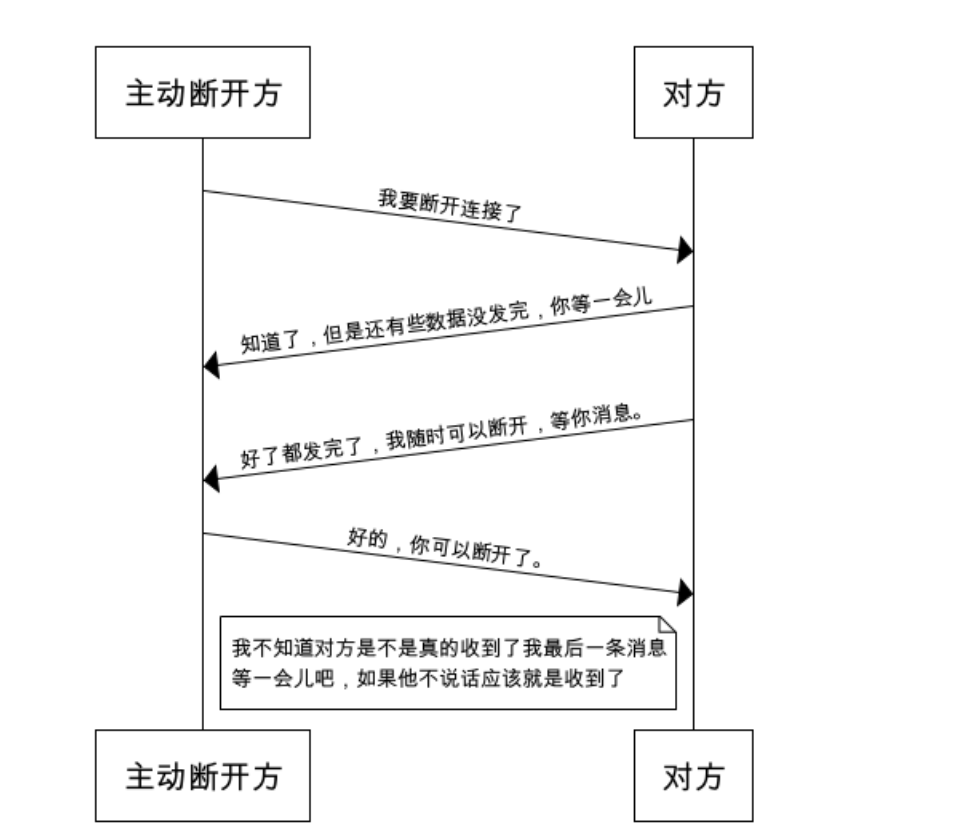 主动断开方
对方
我要断开连接了
知道了，但是还有些数据没发完，你等一会儿
好了都发完了，我随时可以断开，等你消息。
好的，你可以断开了。
我不知道对方是不是真的收到了我最后一条消息
等一会儿吧，如果他不说话应该就是收到了
主动断开方
对方